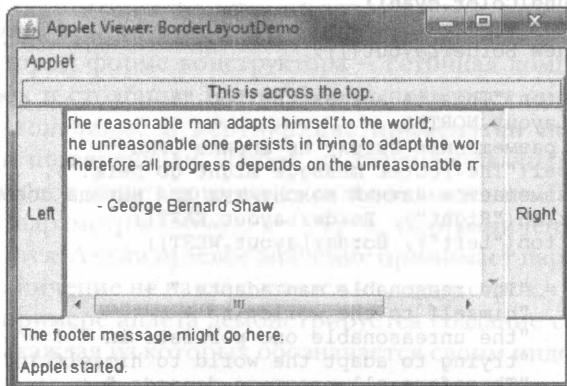 Applet Viewer: BorderLayoutDemo
Applet
This is across the top.
The reasonable man adapts himself to the world;
he unreasonable one persists in trying to adapt the wor
Therefore all progress depends on the unreasonable m
- George Bernard Shaw
Left
Right
The footer message might go here.
Applet started.